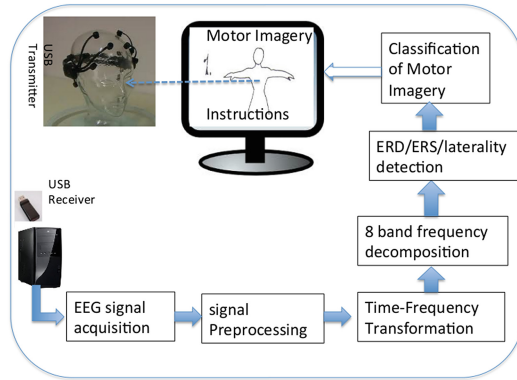 USB
Transmitter
Motor Imagery
Instructions
Classification
of Motor
Imagery
ERD/ERS/laterality
detection
8 band frequency
decomposition
Time-Frequency
Transformation
signal
Preprocessing
EEG signal
acquisition
USB
Receiver